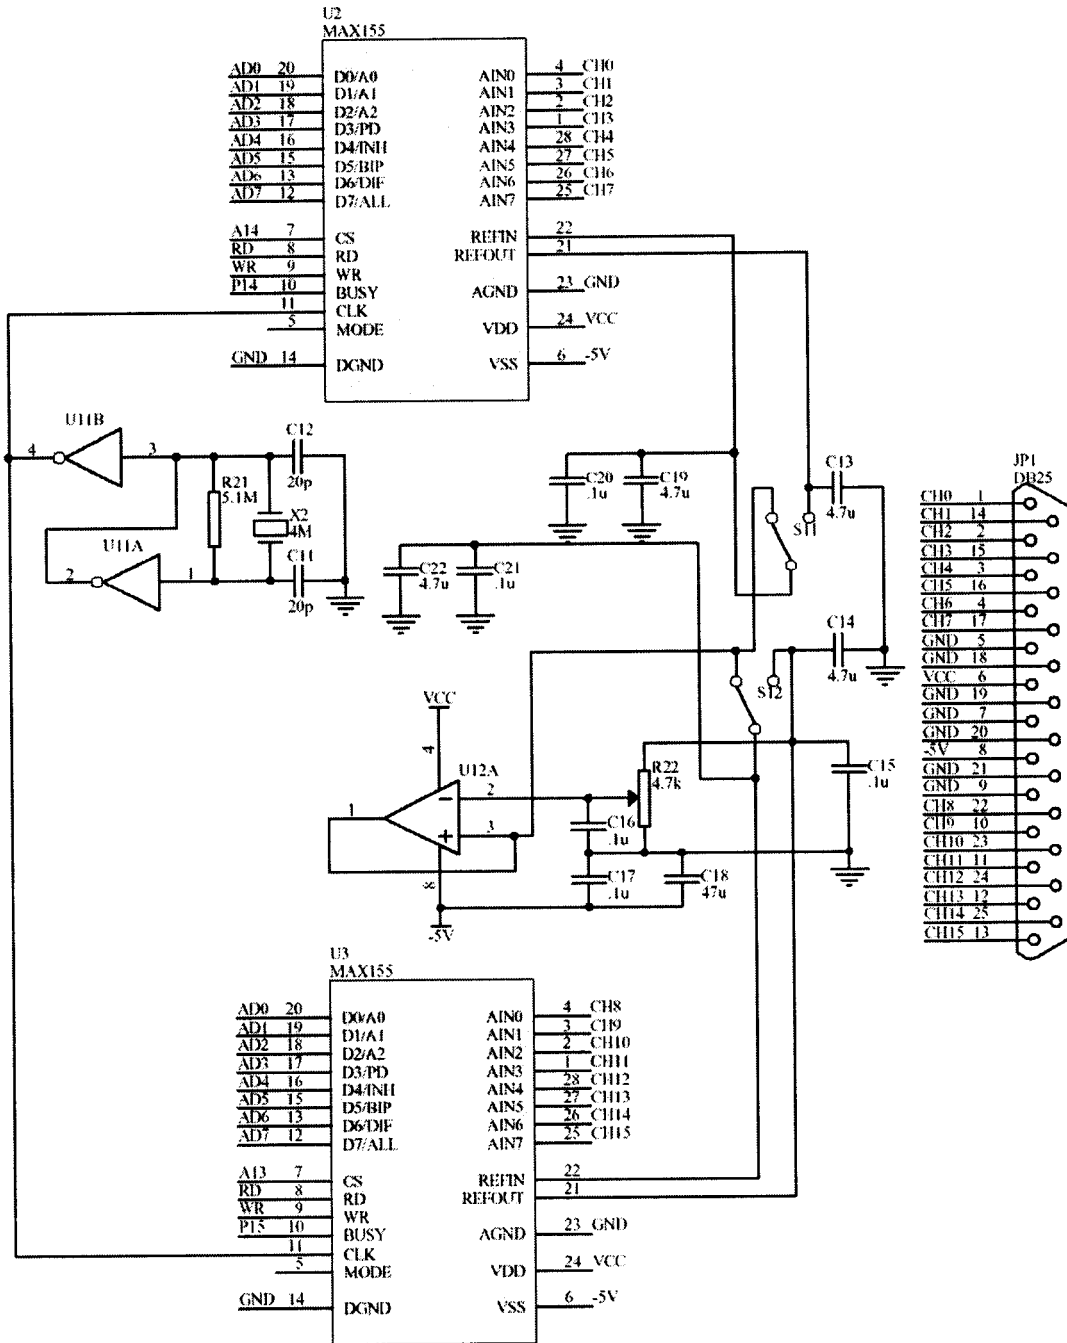 U2
MAX155
AD0 20 D0/A0 AIN0 4 CH0
AD1 19 D1/A1 AIN1 3 CH1
AD2 18 D2/A2 AIN2 2 CH2
AD3 17 D3/PD AIN3 1 CH3
AD4 16 D4/INH AIN4 28 CH4
AD5 15 D5/BIP AIN5 27 CH5
AD6 13 D6/DIF AIN6 26 CH6
AD7 12 D7/ALL AIN7 25 CH7
A14 7 CS REFIN 22
RD 8 RD REFOUT 21
WR 9 WR
P14 10 BUSY AGND 23 GND
11 CLK
5 MODE VDD 24 VCC
GND 14 DGND VSS 6 -5V
U11B
4 3
C12
20p
R21
5.1M
X2
4M
U11A
2 1
C11
20p
C20
.1u
C19
4.7u
C13
4.7u
S11
C22
4.7u
C21
.1u
C14
4.7u
S12
VCC
4
U12A
1 2
3
8
-5V
R22
4.7k
C15
.1u
C16
.1u
C17
.1u
C18
47u
JP1
DB25
CH0 1
CH1 14
CH2 2
CH3 15
CH4 3
CH5 16
CH6 4
CH7 17
GND 5
GND 18
VCC 6
GND 19
GND 7
GND 20
-5V 8
GND 21
GND 9
CH8 22
CH9 10
CH10 23
CH11 11
CH12 24
CH13 12
CH14 25
CH15 13
U3
MAX155
AD0 20 D0/A0 AIN0 4 CH8
AD1 19 D1/A1 AIN1 3 CH9
AD2 18 D2/A2 AIN2 2 CH10
AD3 17 D3/PD AIN3 1 CH11
AD4 16 D4/INH AIN4 28 CH12
AD5 15 D5/BIP AIN5 27 CH13
AD6 13 D6/DIF AIN6 26 CH14
AD7 12 D7/ALL AIN7 25 CH15
A13 7 CS REFIN 22
RD 8 RD REFOUT 21
WR 9 WR
P15 10 BUSY AGND 23 GND
11 CLK
5 MODE VDD 24 VCC
GND 14 DGND VSS 6 -5V